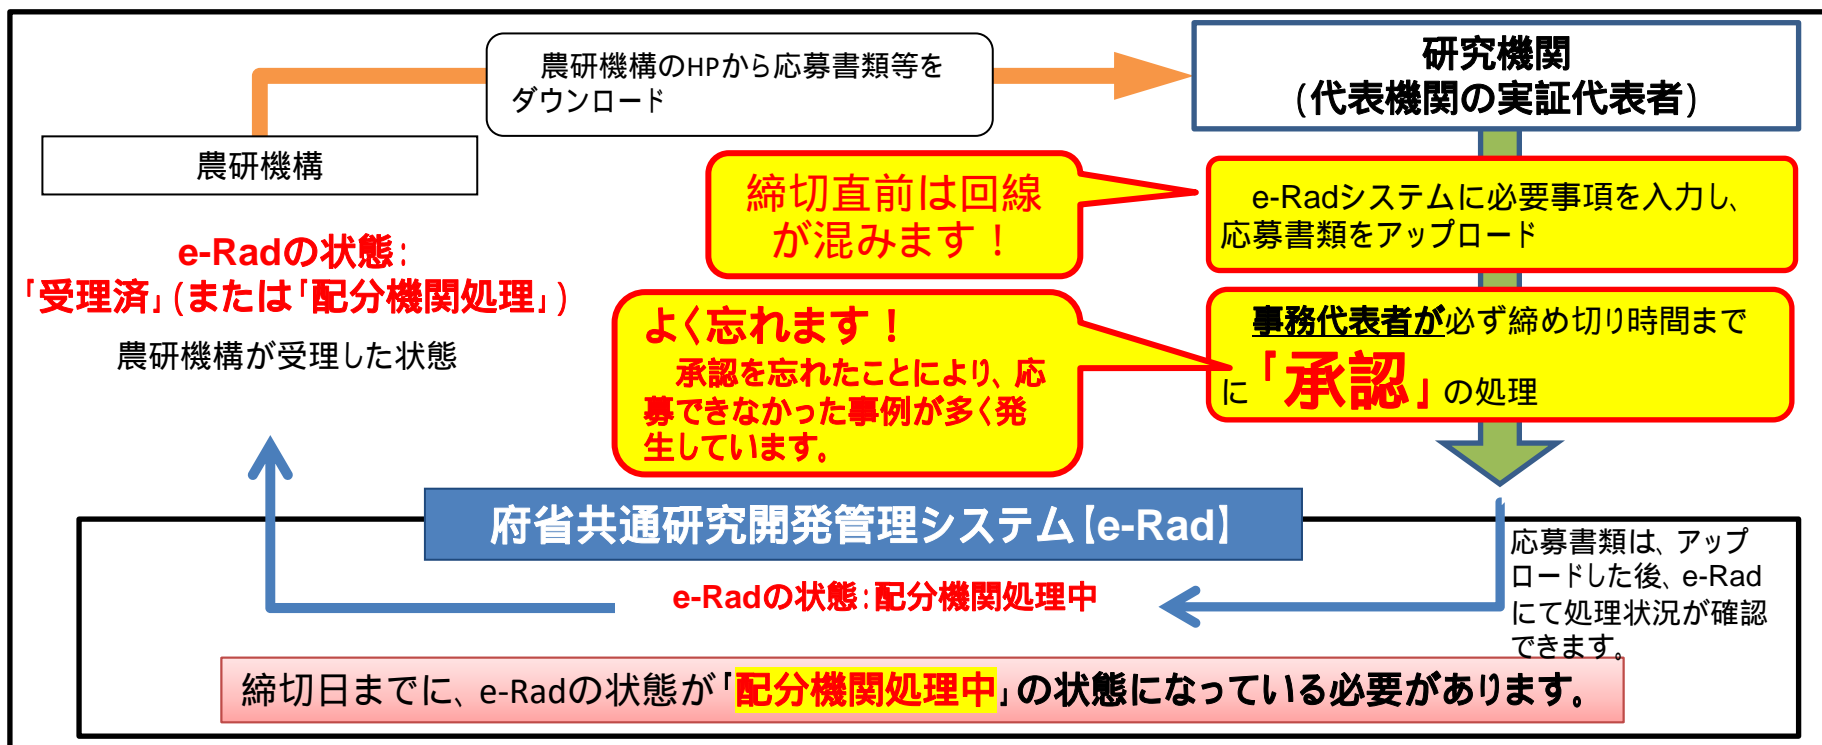 農研機構のHPから応募書類等を
ダウンロード
研究機関
(代表機関の実証代表者)
農研機構
締切直前は回線
が混みます！
e-Radシステムに必要事項を入力し、
応募書類をアップロード
e-Radの状態：
「受理済」(または「配分機関処理」)
農研機構が受理した状態
よく忘れます！
承認を忘れたことにより、応
募できなかった事例が多く発
生しています。
事務代表者が必ず締め切り時間まで
に「承認」の処理
府省共通研究開発管理システム【e-Rad】
e-Radの状態：配分機関処理中
応募書類は、アップ
ロードした後、e-Rad
にて処理状況が確認
できます。
締切日までに、e-Radの状態が「配分機関処理中」の状態になっている必要があります。